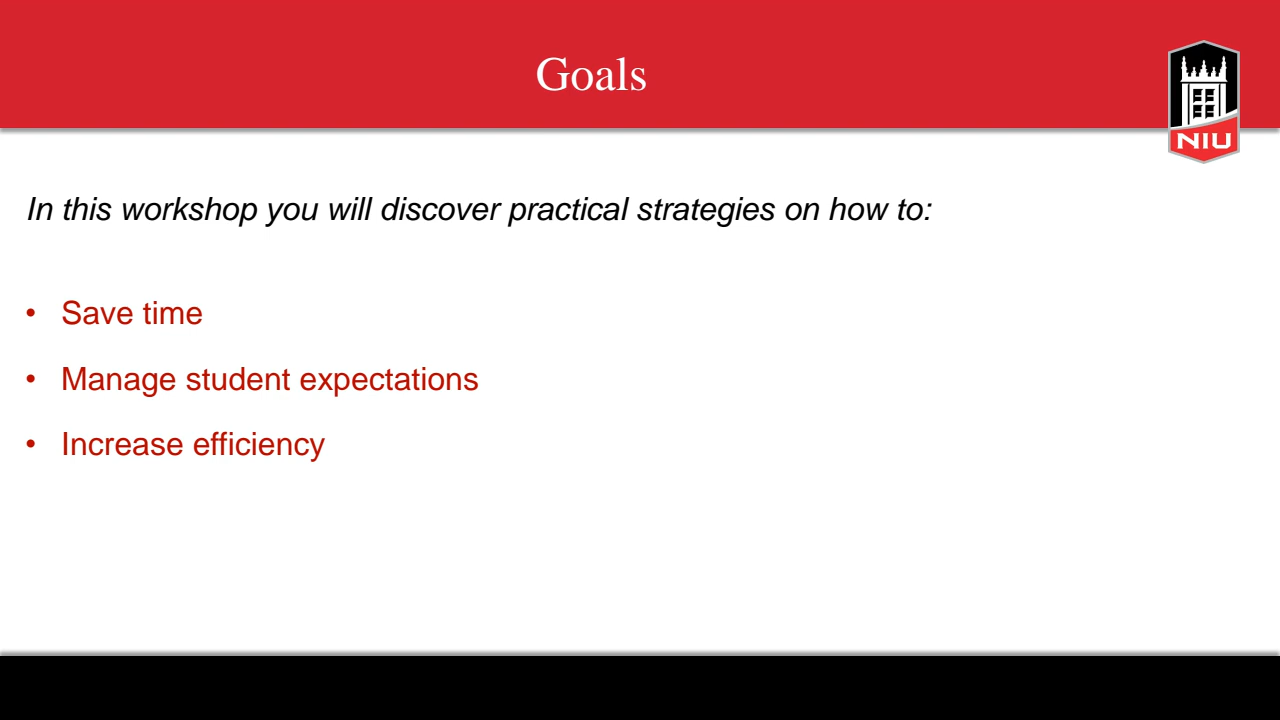 Goals
NIU
In this workshop you will discover practical strategies on how to:
• Save time
• Manage student expectations
• Increase efficiency